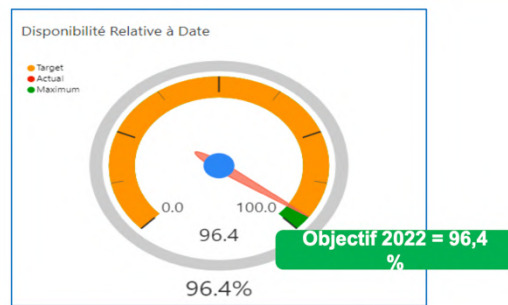 Disponibilité Relative à Date
Target
Actual
Maximum
0.0
100.0
96.4
Objectif 2022 = 96,4
%
96.4%